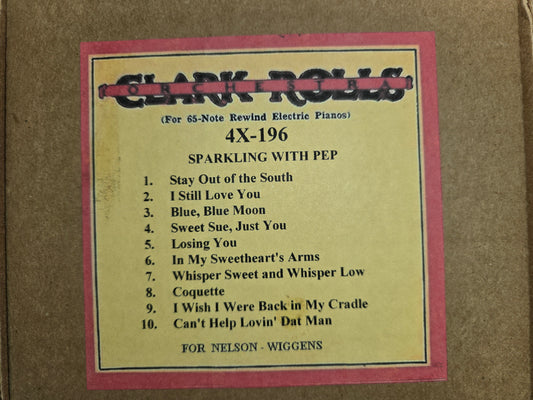 CLARK ROLLS
ORCHESTRA
(For 65-Note Rewind Electric Pianos)
4X-196
SPARKLING WITH PEP
1. Stay Out of the South
2. I Still Love You
3. Blue, Blue Moon
4. Sweet Sue, Just You
5. Losing You
6. In My Sweetheart's Arms
7. Whisper Sweet and Whisper Low
8. Coquette
9. I Wish I Were Back in My Cradle
10. Can't Help Lovin' Dat Man
FOR NELSON - WIGGENS